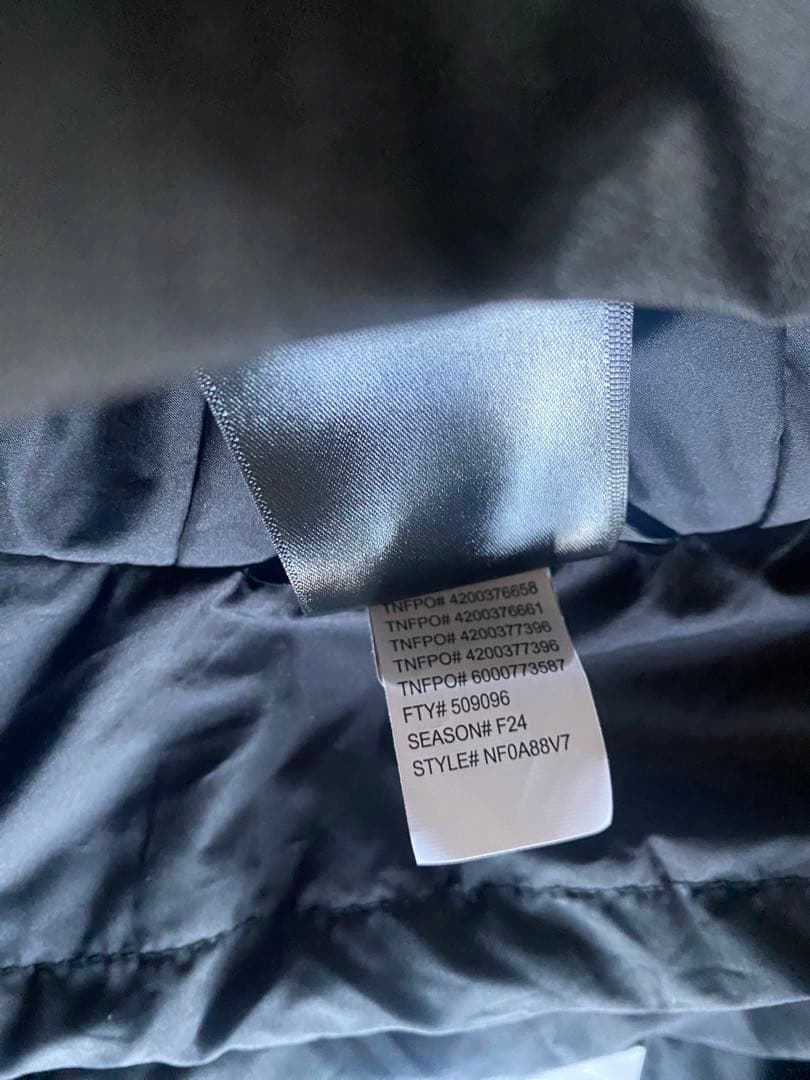 TNFPO# 4200376658
TNFPO# 4200376661
TNFPO# 4200377396
TNFPO# 4200377396
TNFPO# 6000773587
FTY# 509096
SEASON# F24
STYLE# NF0A88V7